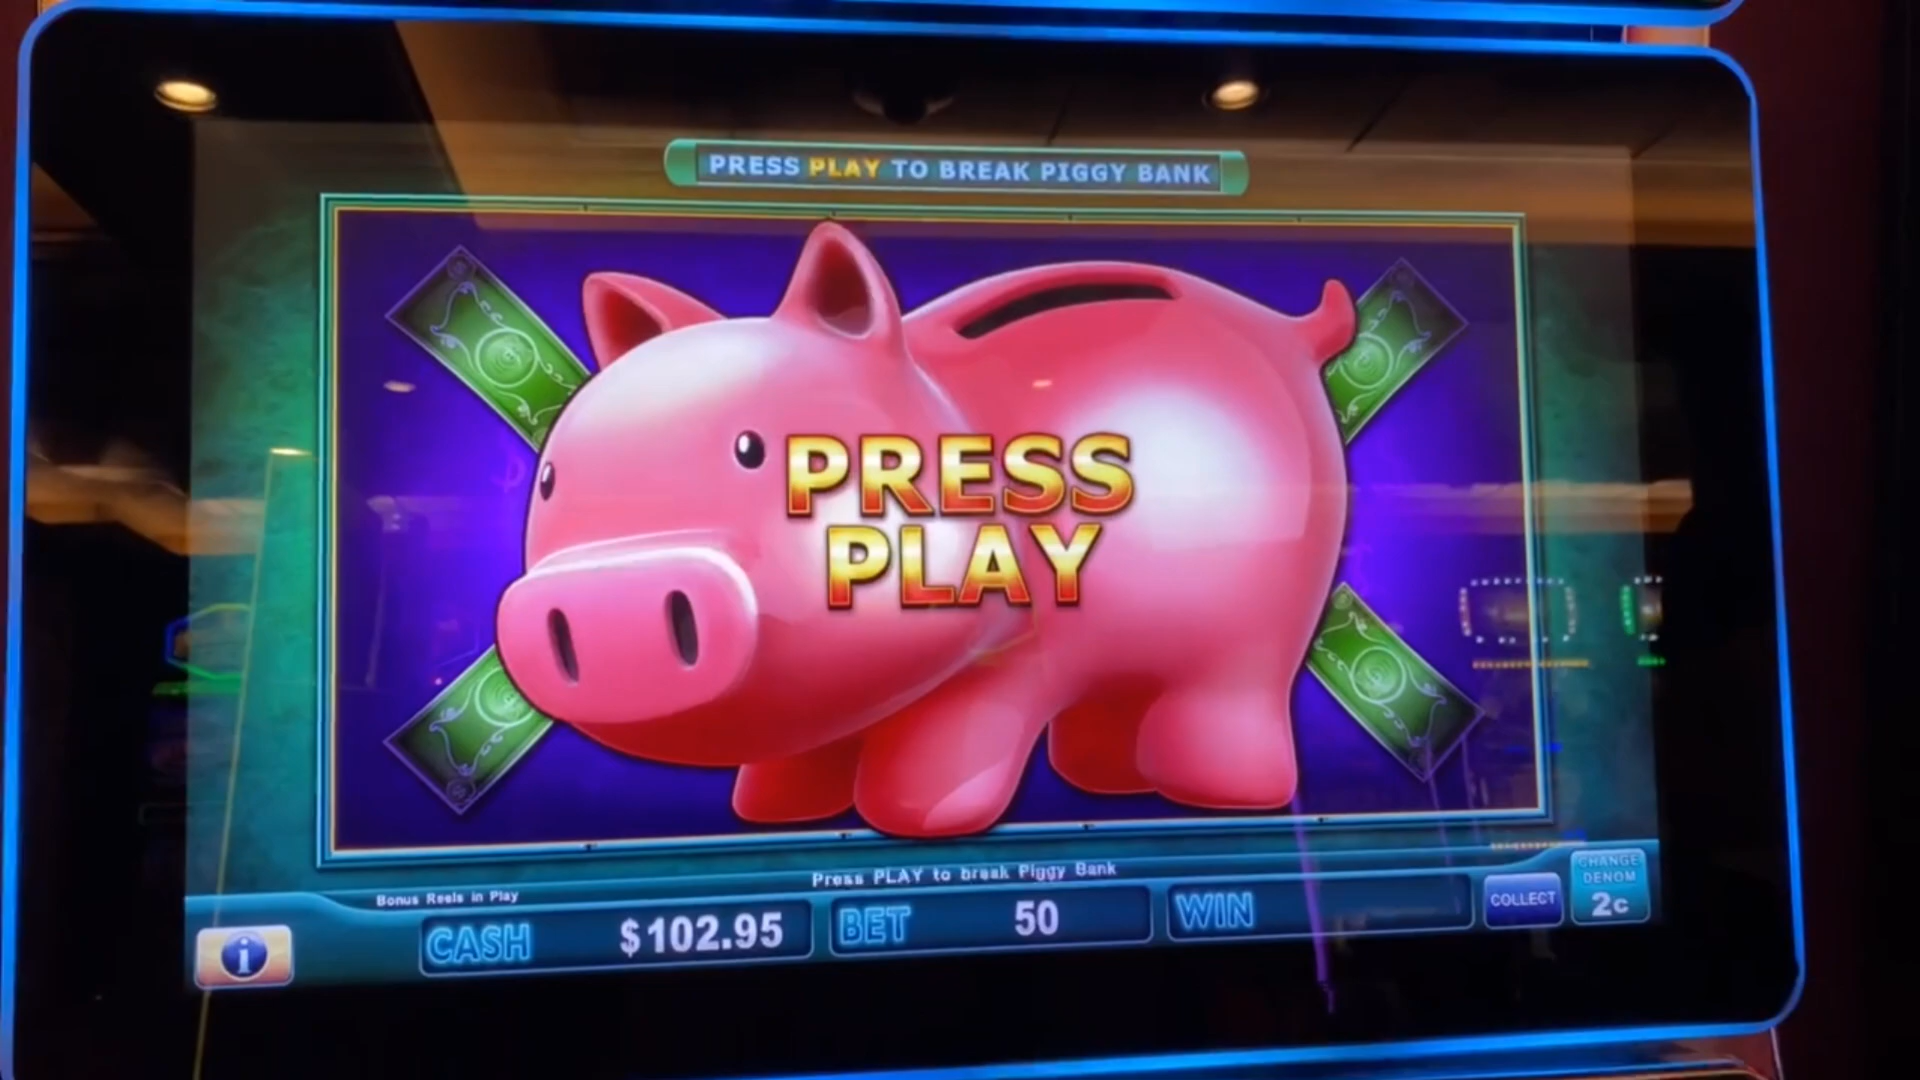 PRESS PLAY TO BREAK PIGGY BANK
PRESS
PLAY
Press PLAY to break Piggy Bank
Bonus Reels in Play
CASH $102.95
BET 50
WIN
COLLECT
CHANGE
DENOM
2c
i